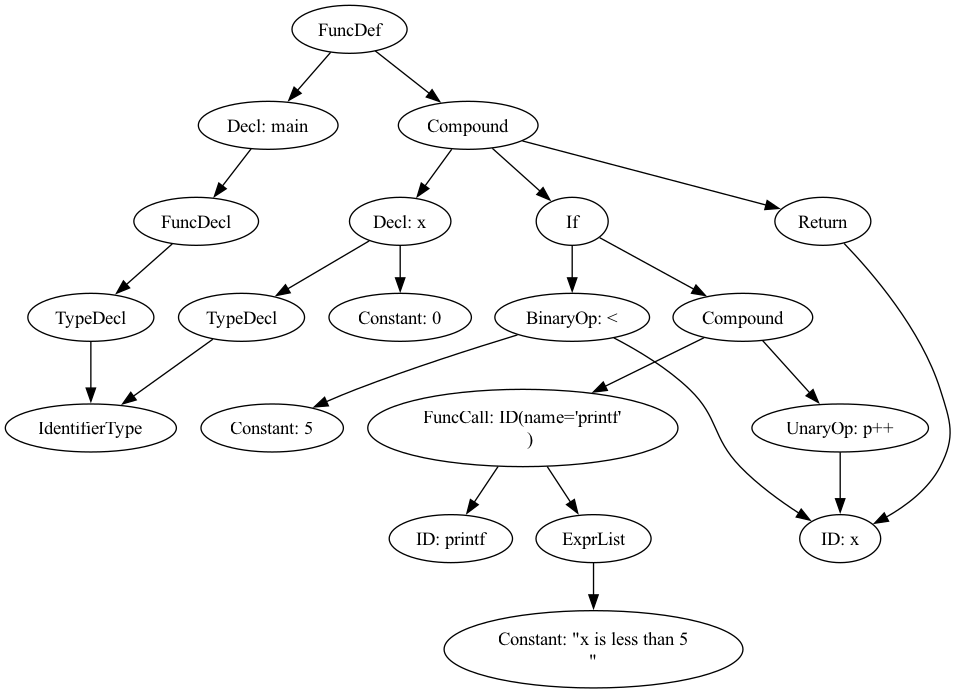 FuncDef
Decl: main
Compound
FuncDecl
Decl: x
If
Return
TypeDecl
TypeDecl
Constant: 0
BinaryOp: <
Compound
IdentifierType
Constant: 5
FuncCall: ID(name='printf'
)
UnaryOp: p++
ID: printf
ExprList
ID: x
Constant: "x is less than 5
"